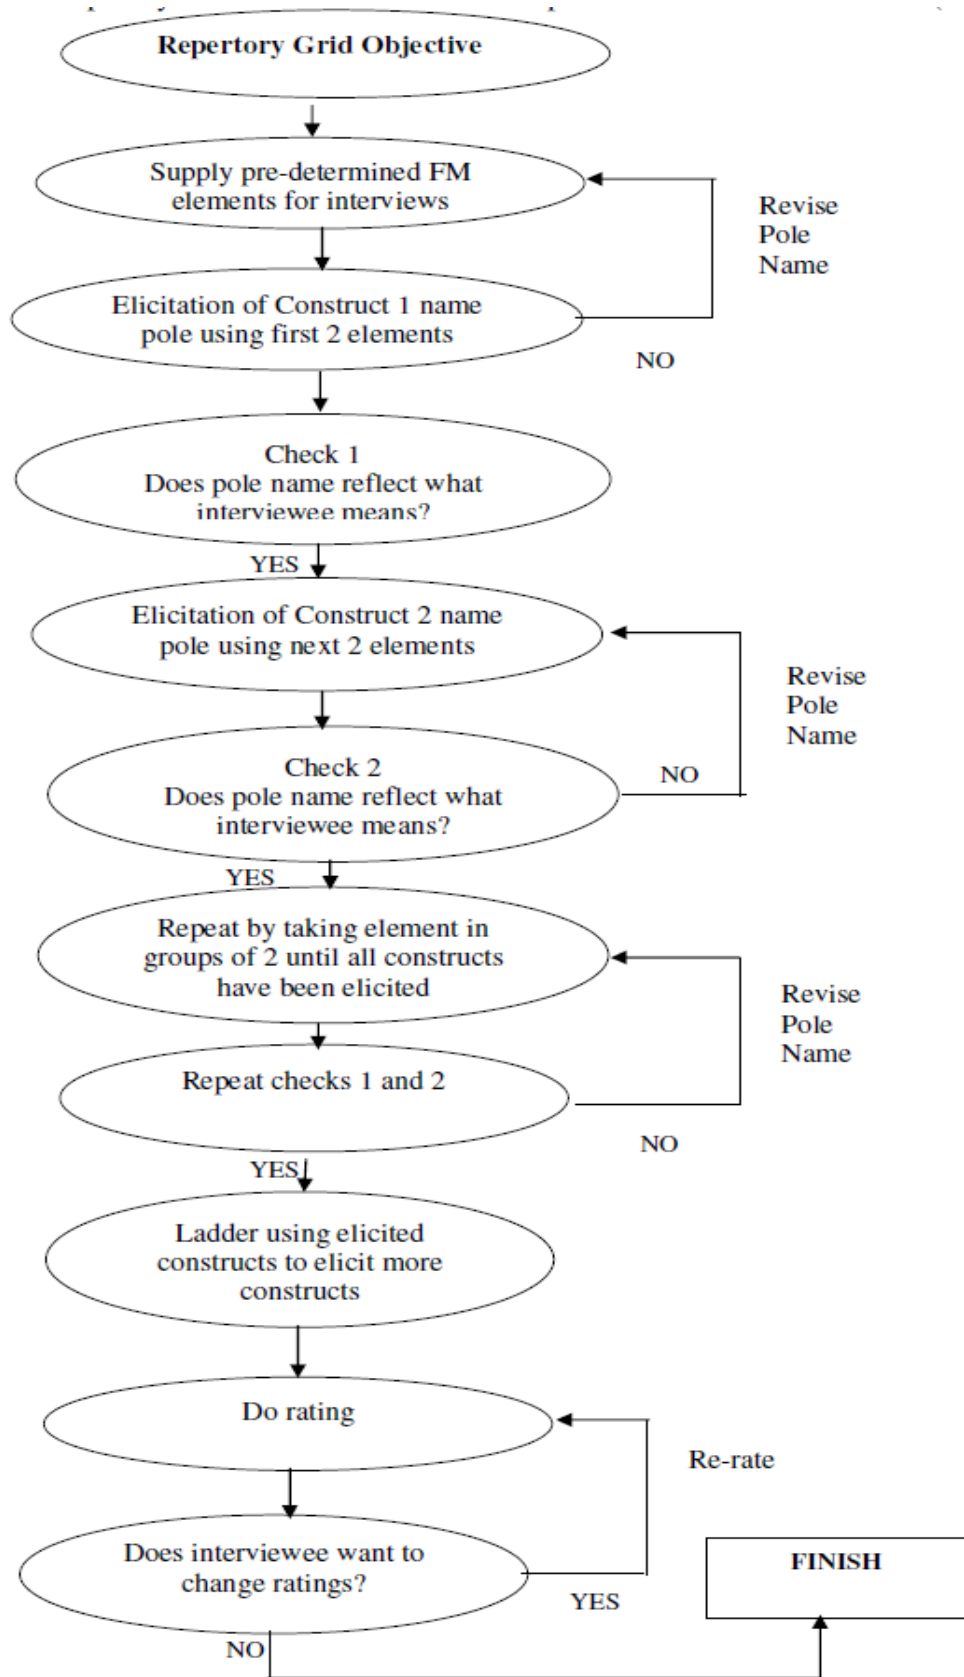 Repertory Grid Objective
Supply pre-determined FM
elements for interviews
Revise
Pole
Name
Elicitation of Construct 1 name
pole using first 2 elements
NO
Check 1
Does pole name reflect what
interviewee means?
YES
Elicitation of Construct 2 name
pole using next 2 elements
Revise
Pole
Name
Check 2
Does pole name reflect what
interviewee means?
NO
YES
Repeat by taking element in
groups of 2 until all constructs
have been elicited
Revise
Pole
Name
Repeat checks 1 and 2
NO
YES
Ladder using elicited
constructs to elicit more
constructs
Do rating
Re-rate
Does interviewee want to
change ratings?
YES
FINISH
NO